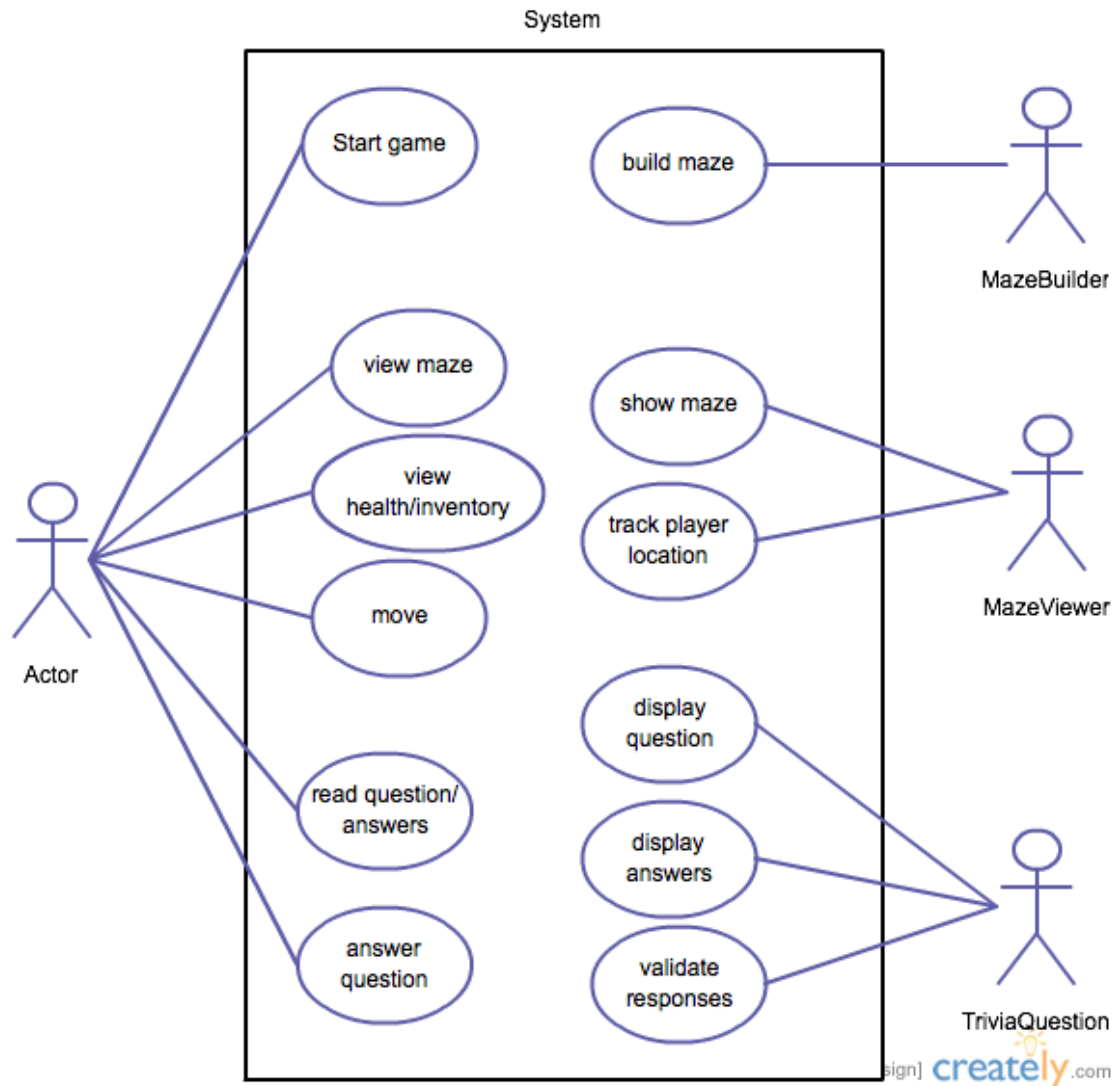 System
Start game
build maze
MazeBuilder
view maze
show maze
view
health/inventory
track player
location
MazeViewer
move
Actor
display
question
read question/
answers
display
answers
answer
question
validate
responses
TriviaQuestion
sign] creately.com